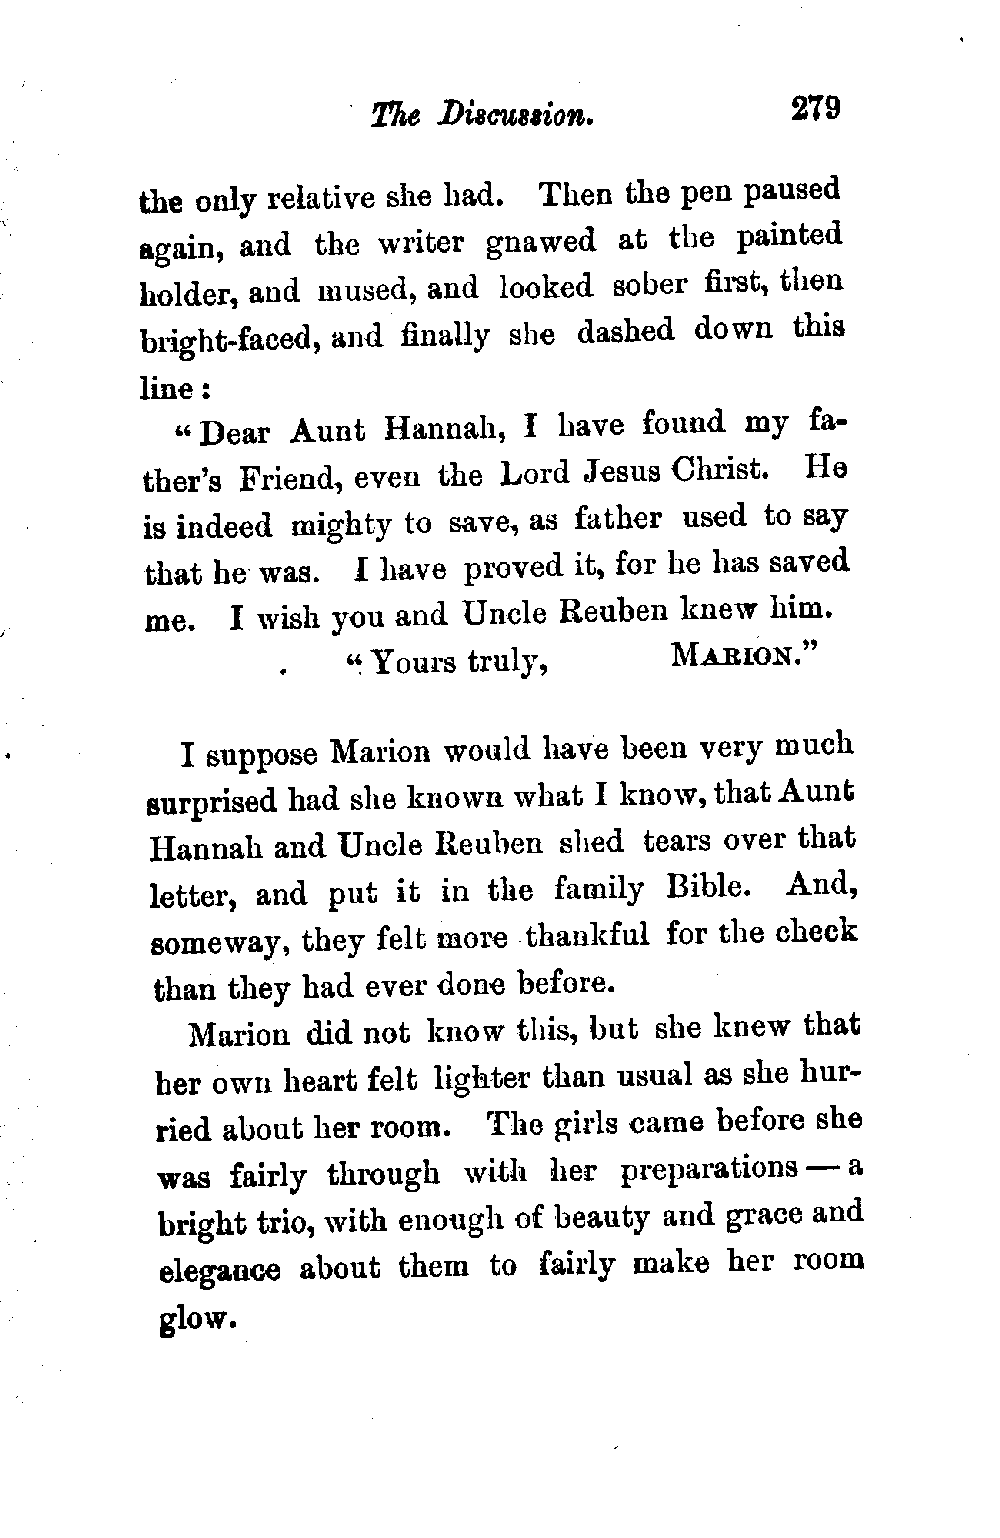 The Discussion. 279
the only relative she had. Then the pen paused
again, and the writer gnawed at the painted
holder, and mused, and looked sober first, then
bright-faced, and finally she dashed down this
line:
“Dear Aunt Hannah, I have found my fa-
ther’s Friend, even the Lord Jesus Christ. He
is indeed mighty to save, as father used to say
that he was. I have proved it, for he has saved
me. I wish you and Uncle Reuben knew him.
“Yours truly, MARION.”
I suppose Marion would have been very much
surprised had she known what I know, that Aunt
Hannah and Uncle Reuben shed tears over that
letter, and put it in the family Bible. And,
someway, they felt more thankful for the check
than they had ever done before.
Marion did not know this, but she knew that
her own heart felt lighter than usual as she hur-
ried about her room. The girls came before she
was fairly through with her preparations — a
bright trio, with enough of beauty and grace and
elegance about them to fairly make her room
glow.